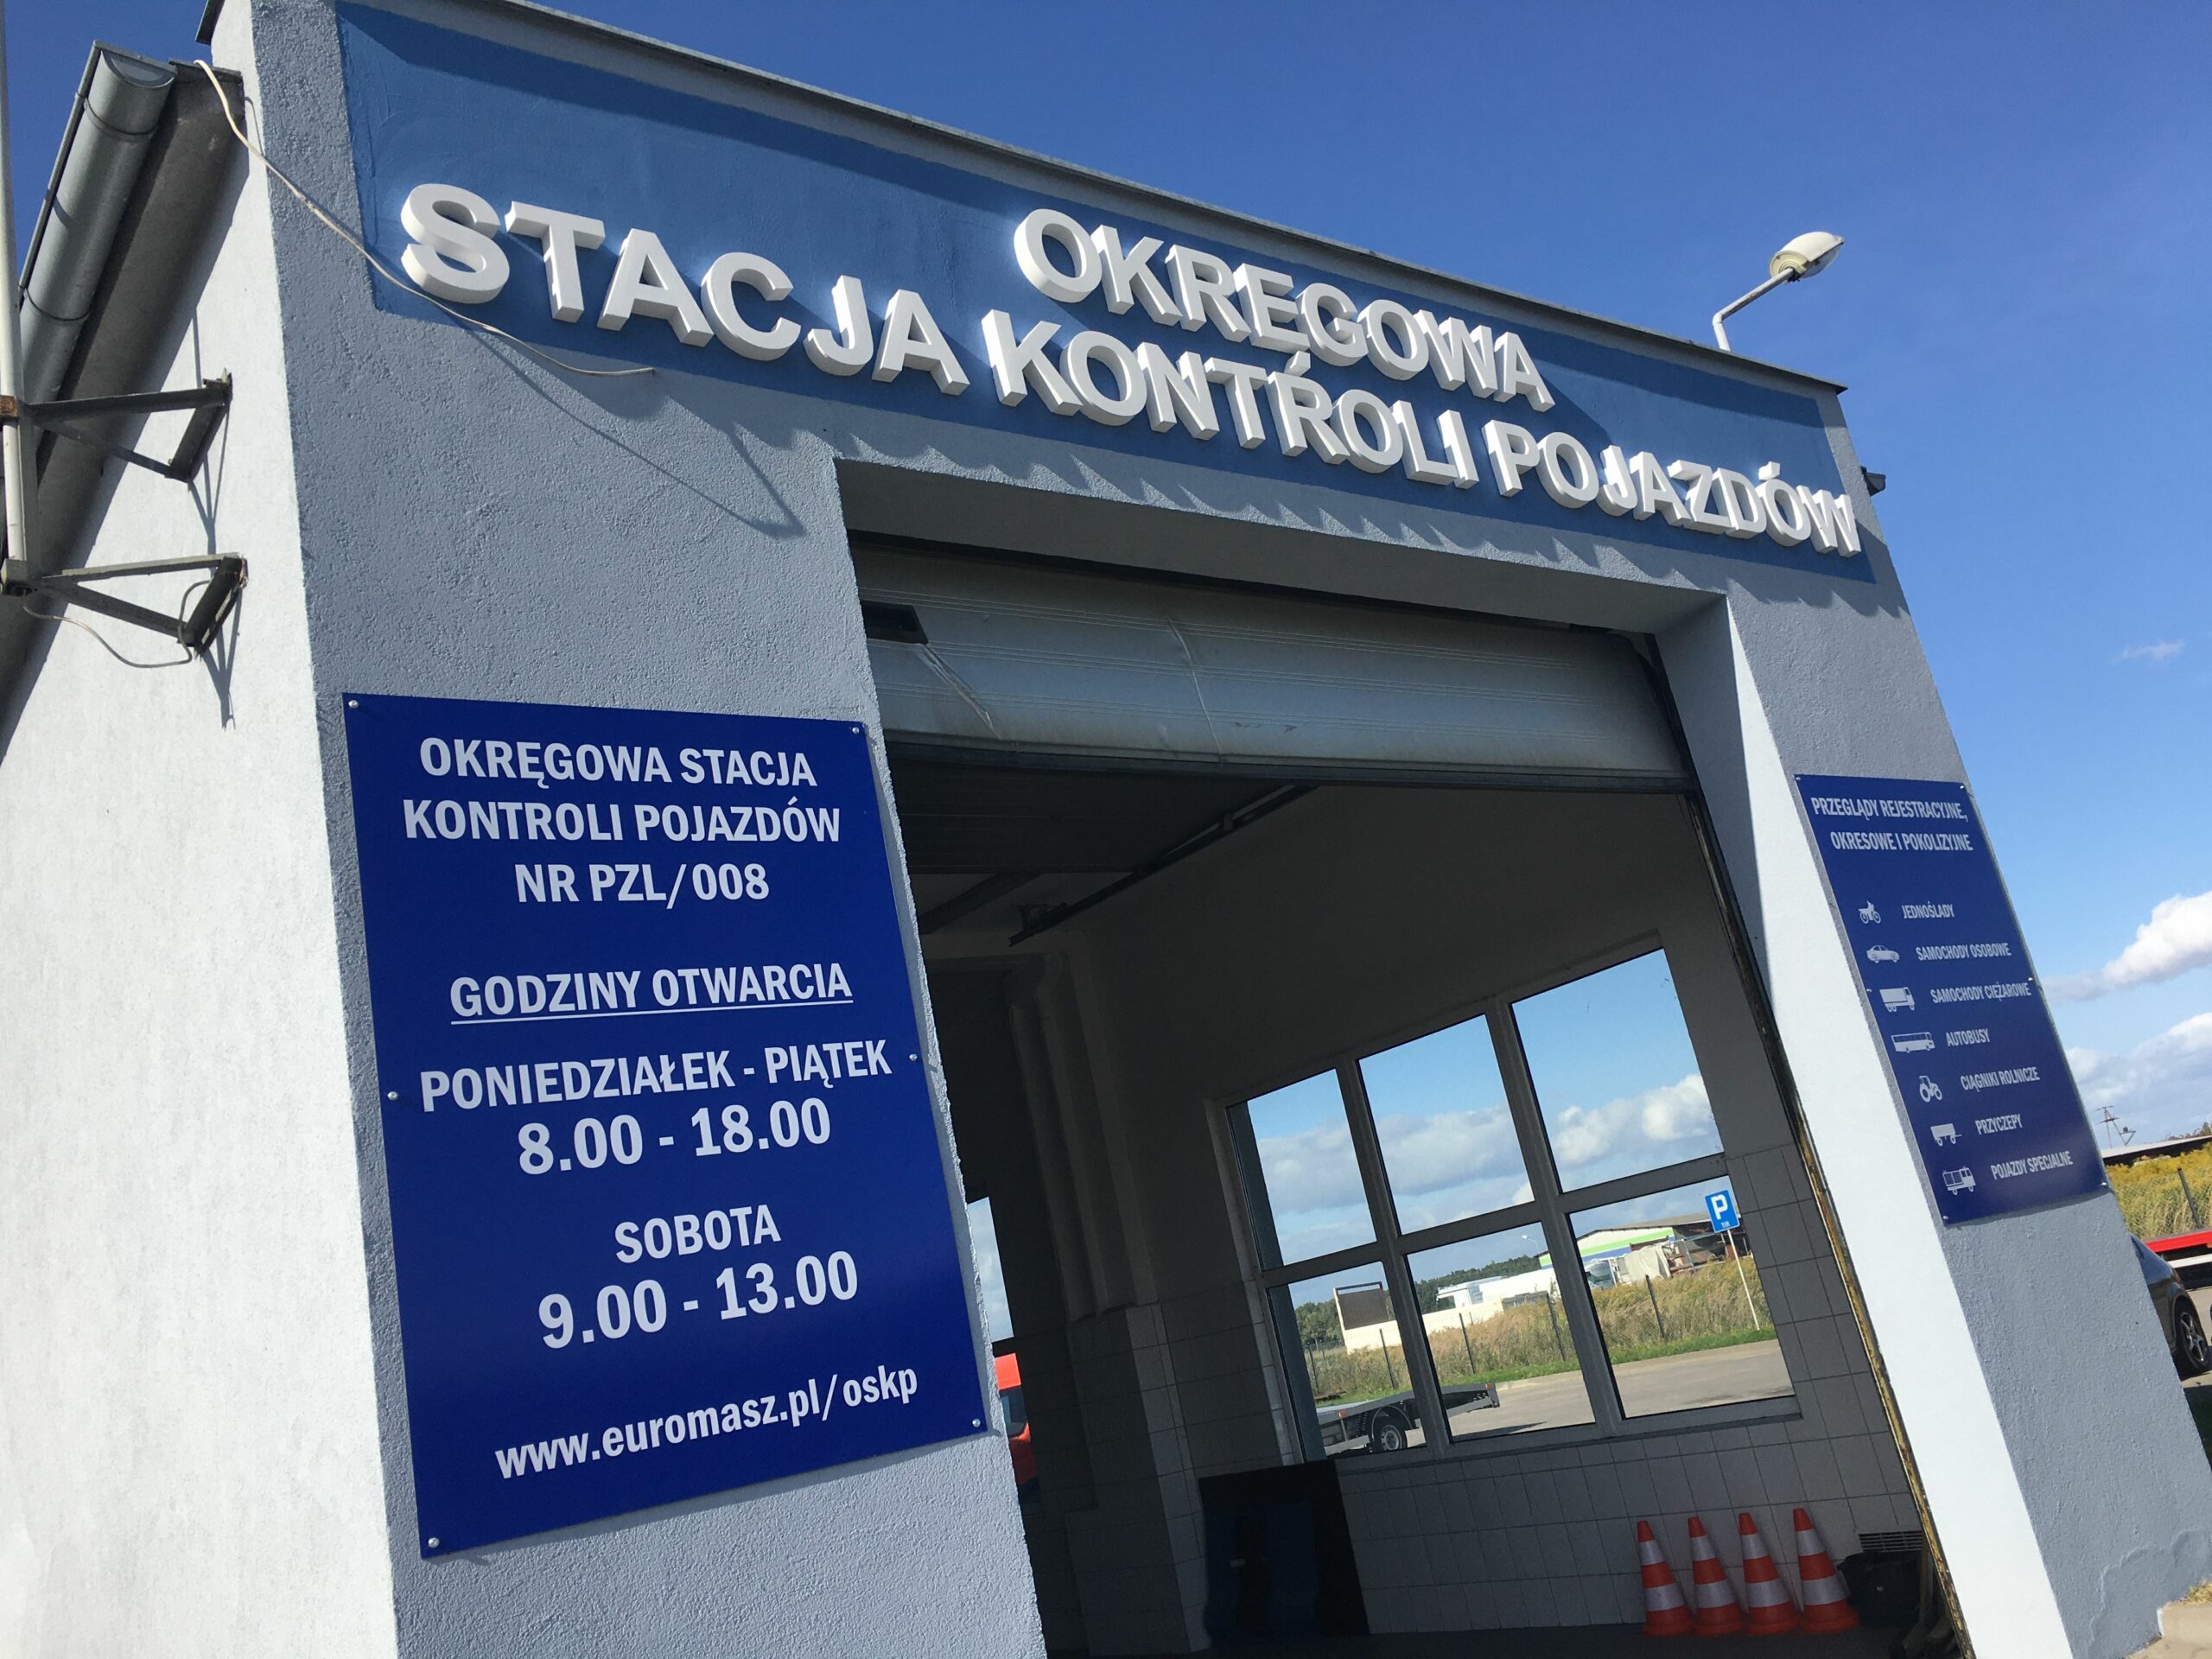 OKRĘGOWA
STACJA KONTROLI POJAZDÓW
OKRĘGOWA STACJA
KONTROLI POJAZDÓW
NR PZL/008
GODZINY OTWARCIA
PONIEDZIAŁEK - PIĄTEK
8.00 - 18.00
SOBOTA
9.00 - 13.00
www.euromasz.pl/oskp
PRZEGLĄDY REJESTRACYJNE,
OKRESOWE I POKOLIZYJNE
JEDNOŚLADY
SAMOCHODY OSOBOWE
SAMOCHODY CIĘŻAROWE
AUTOBUSY
CIĄGNIKI ROLNICZE
PRZYCZEPY
POJAZDY SPECJALNE
P